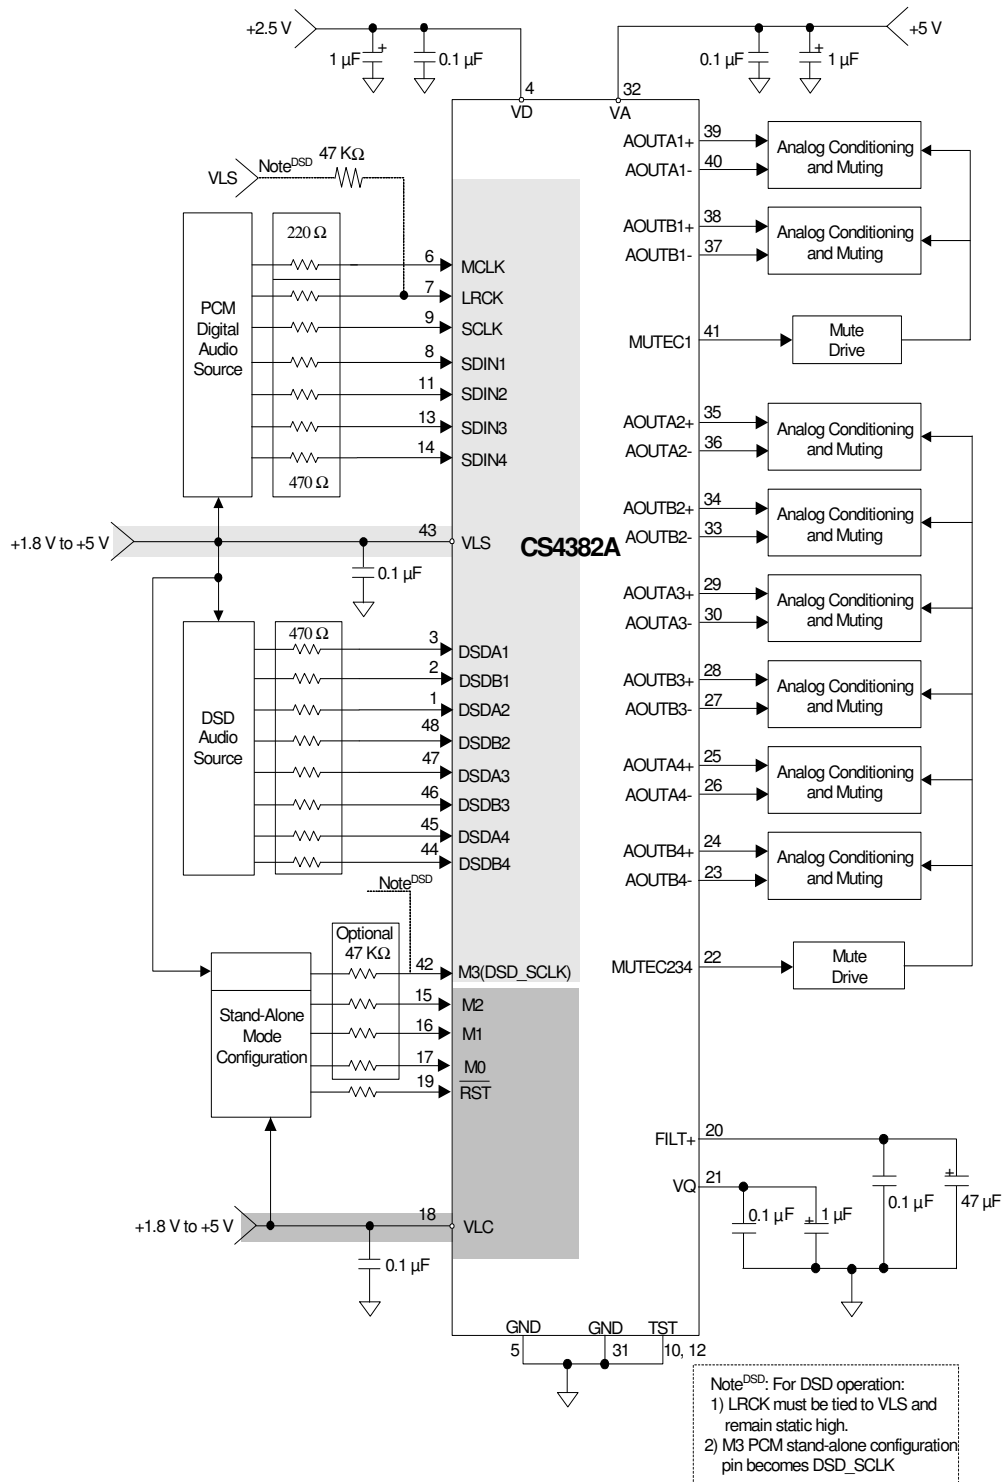 +2.5 V
+5 V
1 µF
+
0.1 µF
0.1 µF
+
1 µF
4
32
VD
VA
VLS
Note^DSD
47 KΩ
220 Ω
PCM
Digital
Audio
Source
470 Ω
6
MCLK
7
LRCK
9
SCLK
8
SDIN1
11
SDIN2
13
SDIN3
14
SDIN4
+1.8 V to +5 V
43
VLS
0.1 µF
CS4382A
DSD
Audio
Source
470 Ω
3
DSDA1
2
DSDB1
1
DSDA2
48
DSDB2
47
DSDA3
46
DSDB3
45
DSDA4
44
DSDB4
Note^DSD
Optional
47 KΩ
Stand-Alone
Mode
Configuration
42
M3(DSD_SCLK)
15
M2
16
M1
17
M0
19
RST
+1.8 V to +5 V
18
VLC
0.1 µF
AOUTA1+
39
AOUTA1-
40
Analog Conditioning
and Muting
AOUTB1+
38
AOUTB1-
37
Analog Conditioning
and Muting
MUTEC1
41
Mute
Drive
AOUTA2+
35
AOUTA2-
36
Analog Conditioning
and Muting
AOUTB2+
34
AOUTB2-
33
Analog Conditioning
and Muting
AOUTA3+
29
AOUTA3-
30
Analog Conditioning
and Muting
AOUTB3+
28
AOUTB3-
27
Analog Conditioning
and Muting
AOUTA4+
25
AOUTA4-
26
Analog Conditioning
and Muting
AOUTB4+
24
AOUTB4-
23
Analog Conditioning
and Muting
MUTEC234
22
Mute
Drive
FILT+
20
VQ
21
0.1 µF
+
1 µF
0.1 µF
+
47 µF
GND
GND
TST
5
31
10, 12
Note^DSD: For DSD operation:
1) LRCK must be tied to VLS and
remain static high.
2) M3 PCM stand-alone configuration
pin becomes DSD_SCLK